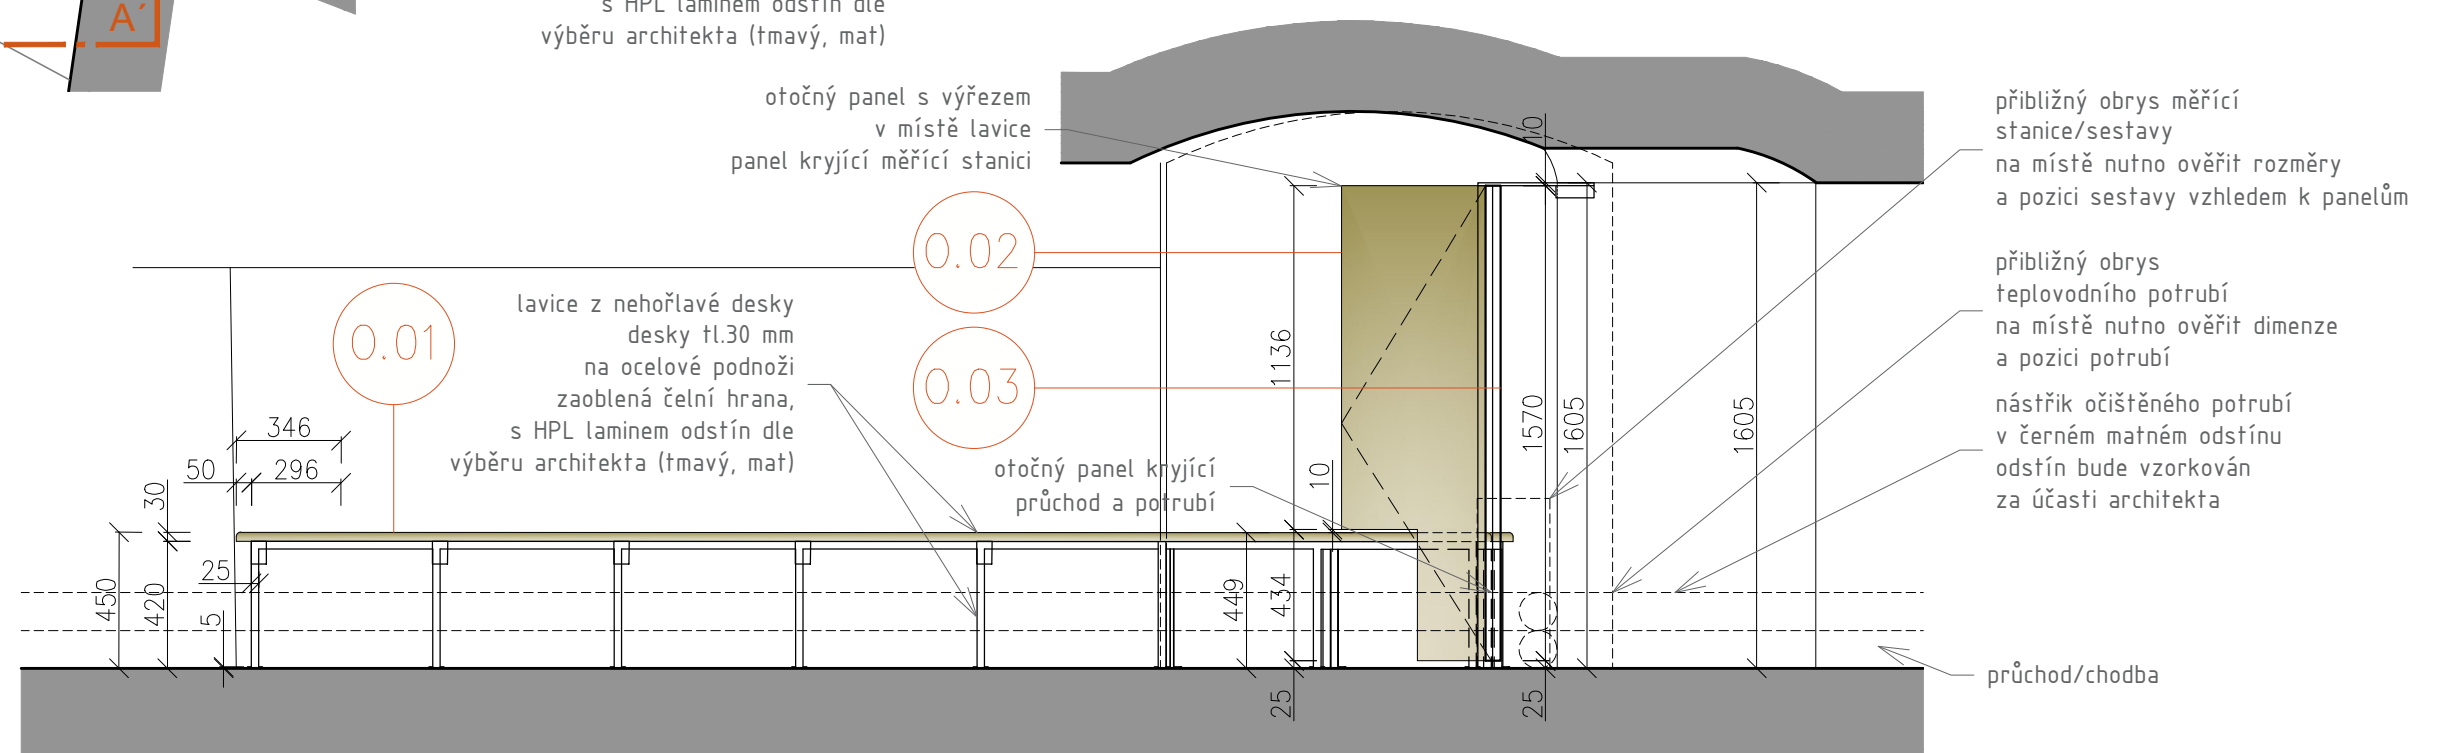 A´
s HPL laminem odstín dle
výběru architekta (tmavý, mat)
otočný panel s výřezem
v místě lavice
panel kryjící měřící stanici
přibližný obrys měřící
stanice/sestavy
na místě nutno ověřit rozměry
a pozici sestavy vzhledem k panelům
0.02
přibližný obrys
teplovodního potrubí
na místě nutno ověřit dimenze
a pozici potrubí
0.01
lavice z nehořlavé desky
desky tl.30 mm
na ocelové podnoži
zaoblená čelní hrana,
s HPL laminem odstín dle
výběru architekta (tmavý, mat)
0.03
nástřik očištěného potrubí
v černém matném odstínu
odstín bude vzorkován
za účasti architekta
otočný panel kryjící
průchod a potrubí
průchod/chodba
346
50
296
30
25
450
420
5
10
1136
10
1570
1605
1605
449
434
25
25